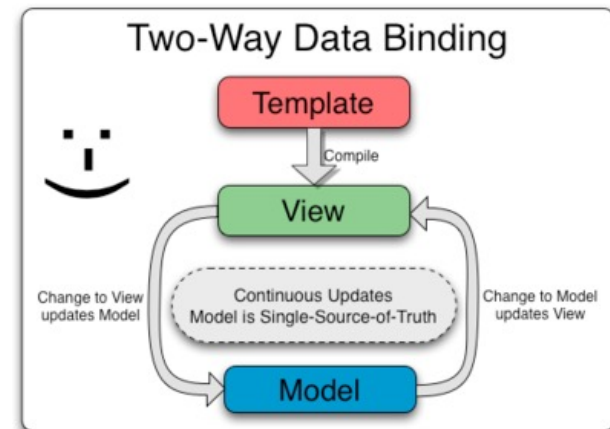 Two-Way Data Binding
Template
Compile
View
Change to View
updates Model
Continuous Updates
Model is Single-Source-of-Truth
Change to Model
updates View
Model